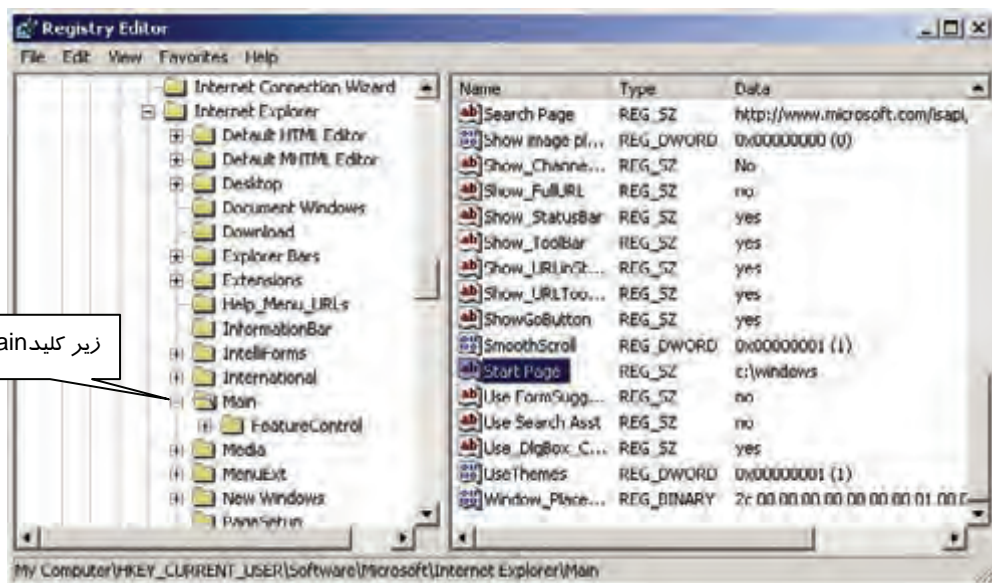 Registry Editor
File Edit View Favorites Help
Internet Connection Wizard
Internet Explorer
Default HTML Editor
Default MHTML Editor
Desktop
Document Windows
Download
Explorer Bars
Extensions
Help_Menu_URLs
InformationBar
IntelliForms
International
Main
FeatureControl
Media
MenuExt
New Windows
PageSetup
زیر کلید ain
Name Type Data
Search Page REG_SZ http://www.microsoft.com/isapi,
Show image pl... REG_DWORD 0x00000000 (0)
Show_Channe... REG_SZ No
Show_FullURL REG_SZ no
Show_StatusBar REG_SZ yes
Show_ToolBar REG_SZ yes
Show_URLinSt... REG_SZ yes
Show_URLToo... REG_SZ yes
ShowGoButton REG_SZ yes
SmoothScroll REG_DWORD 0x00000001 (1)
Start Page REG_SZ c:\windows
Use FormSugg... REG_SZ no
Use Search Asst REG_SZ no
Use_DlgBox_C... REG_SZ yes
UseThemes REG_DWORD 0x00000001 (1)
Window_Place... REG_BINARY 2c 00 00 00 00 00 00 00 01 00
My Computer\HKEY_CURRENT_USER\Software\Microsoft\Internet Explorer\Main